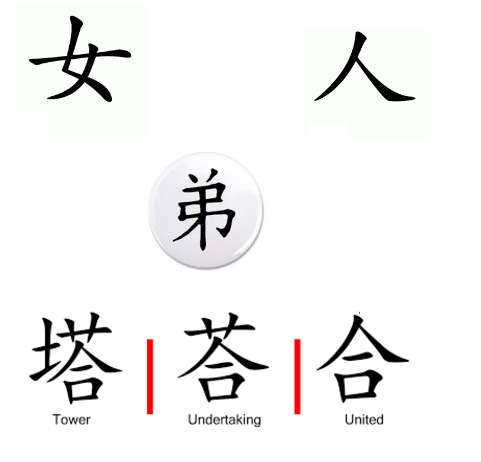 女 人
弟
塔 荅 合
Tower Undertaking United